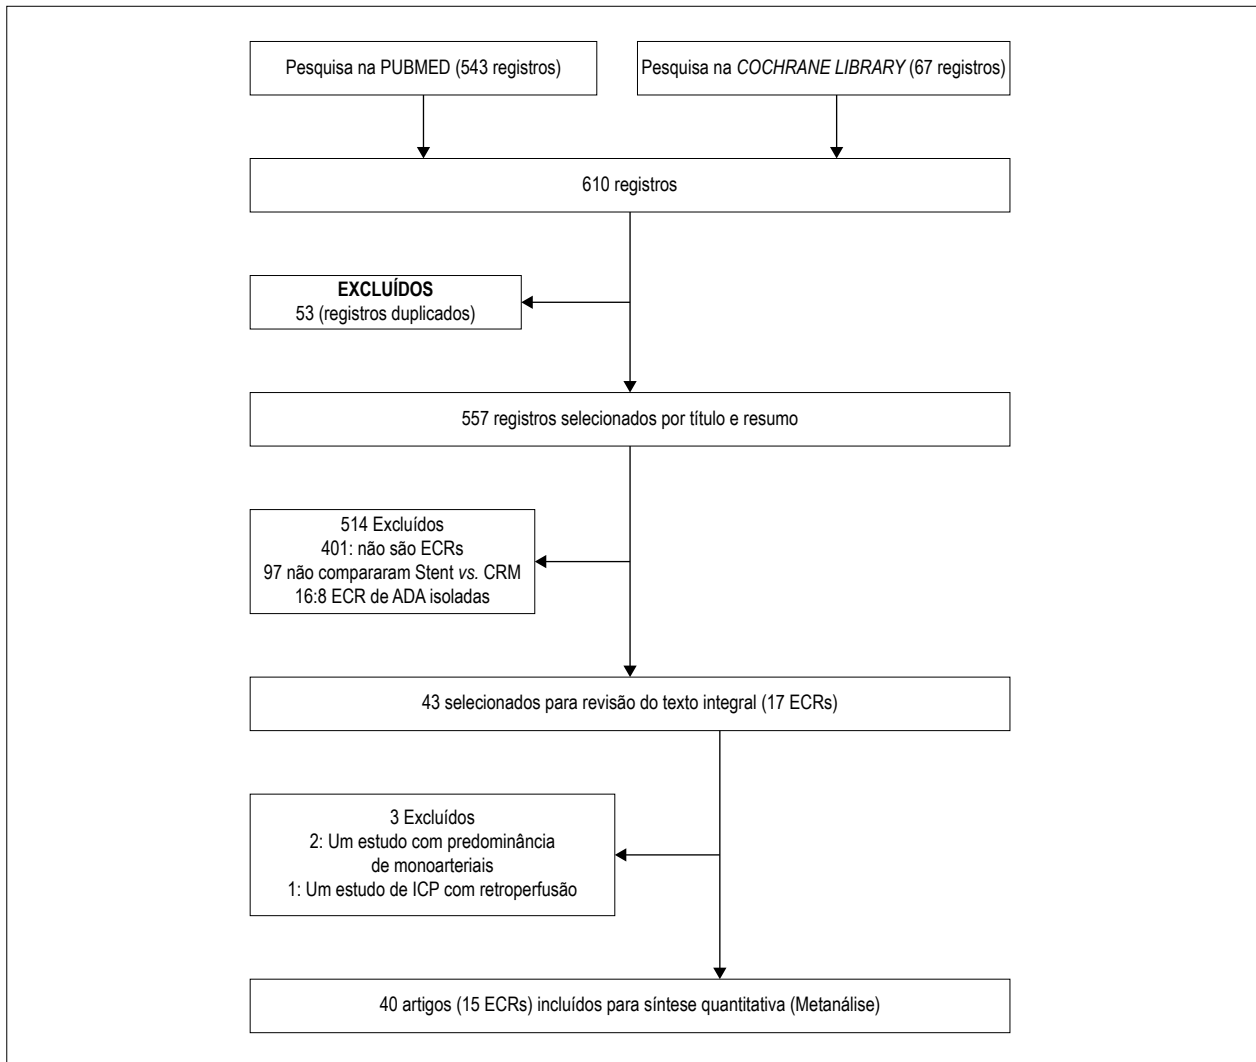 Pesquisa na PUBMED (543 registros)
Pesquisa na COCHRANE LIBRARY (67 registros)
610 registros
EXCLUÍDOS
53 (registros duplicados)
557 registros selecionados por título e resumo
514 Excluídos
401: não são ECRs
97 não compararam Stent vs. CRM
16:8 ECR de ADA isoladas
43 selecionados para revisão do texto integral (17 ECRs)
3 Excluídos
2: Um estudo com predominância
de monoarteriais
1: Um estudo de ICP com retroperfusão
40 artigos (15 ECRs) incluídos para síntese quantitativa (Metanálise)